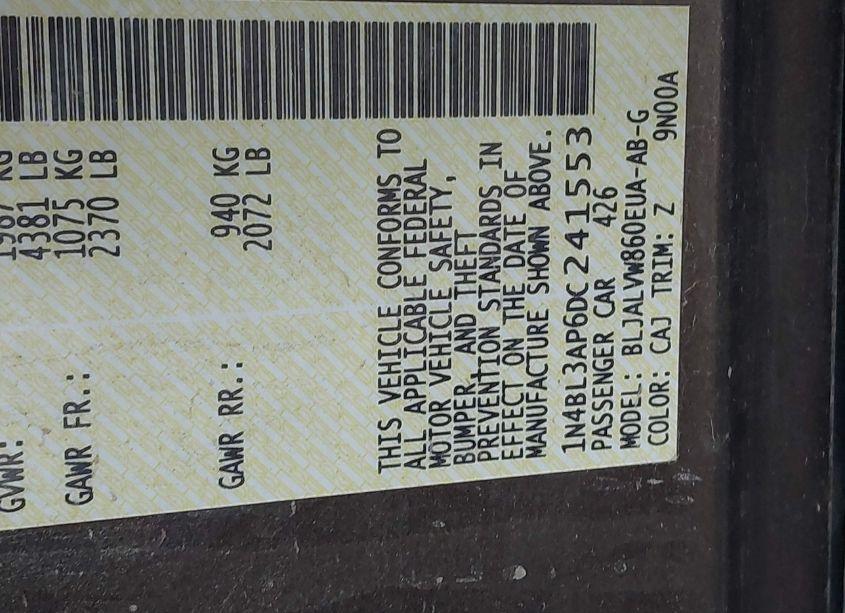 GVWR: 1987 KG
4381 LB
GAWR FR.: 1075 KG
2370 LB
GAWR RR.: 940 KG
2072 LB
THIS VEHICLE CONFORMS TO
ALL APPLICABLE FEDERAL
MOTOR VEHICLE SAFETY,
BUMPER, AND THEFT
PREVENTION STANDARDS IN
EFFECT ON THE DATE OF
MANUFACTURE SHOWN ABOVE.
1N4BL3AP6DC241553
PASSENGER CAR 426
MODEL: BLJALVW860EUA-AB-G
COLOR: CAJ TRIM: Z 9N00A